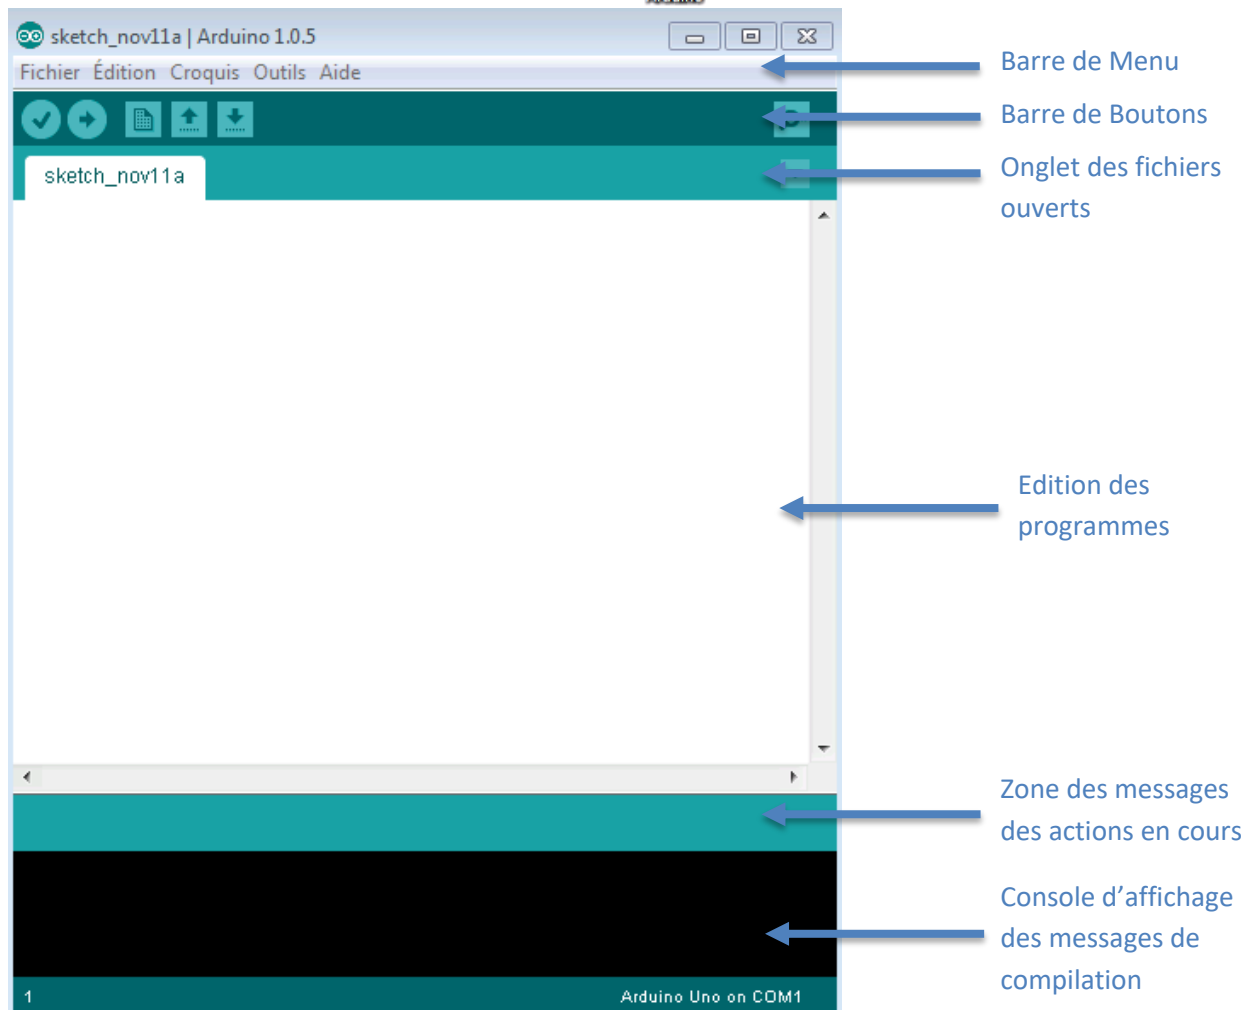 Arduino
sketch_nov11a | Arduino 1.0.5
Fichier Édition Croquis Outils Aide
Barre de Menu
Barre de Boutons
sketch_nov11a
Onglet des fichiers
ouverts
Edition des
programmes
Zone des messages
des actions en cours
Console d’affichage
des messages de
compilation
1
Arduino Uno on COM1